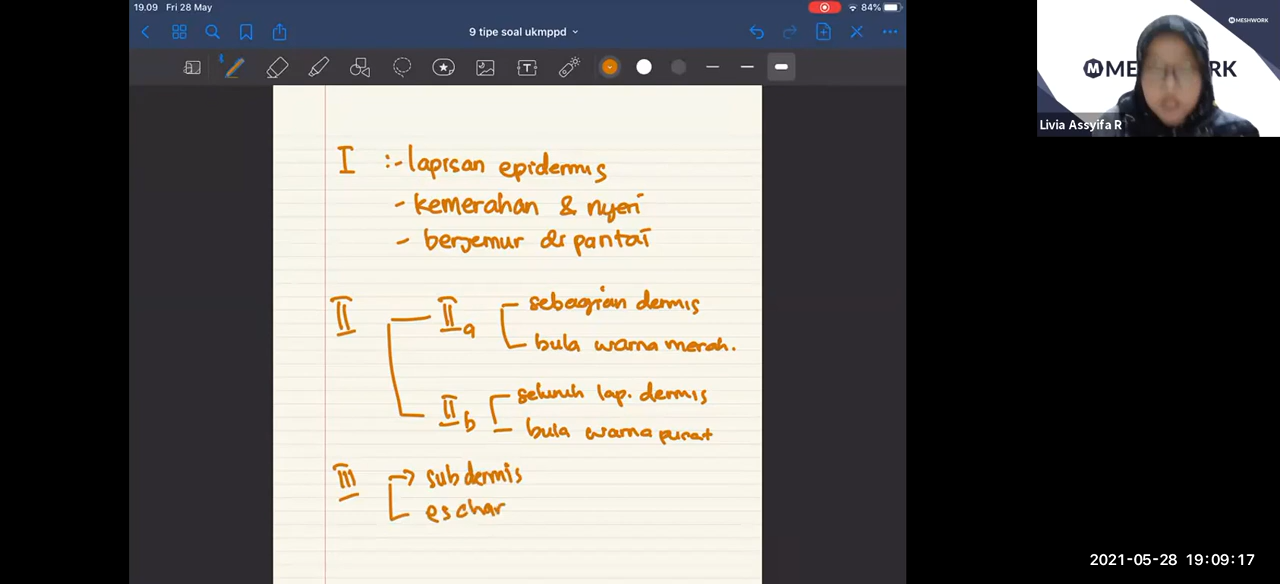 19.09 Fri 28 May
84%
9 tipe soal ukmppd
I :- lapisan epidermis
- kemerahan & nyeri
- berjemur di pantai
II
IIa sebagian dermis
bula warna merah.
IIb seluruh lap. dermis
bula warna pucat
III → subdermis
eschar
MESHWORK
Livia Assyifa R
2021-05-28 19:09:17